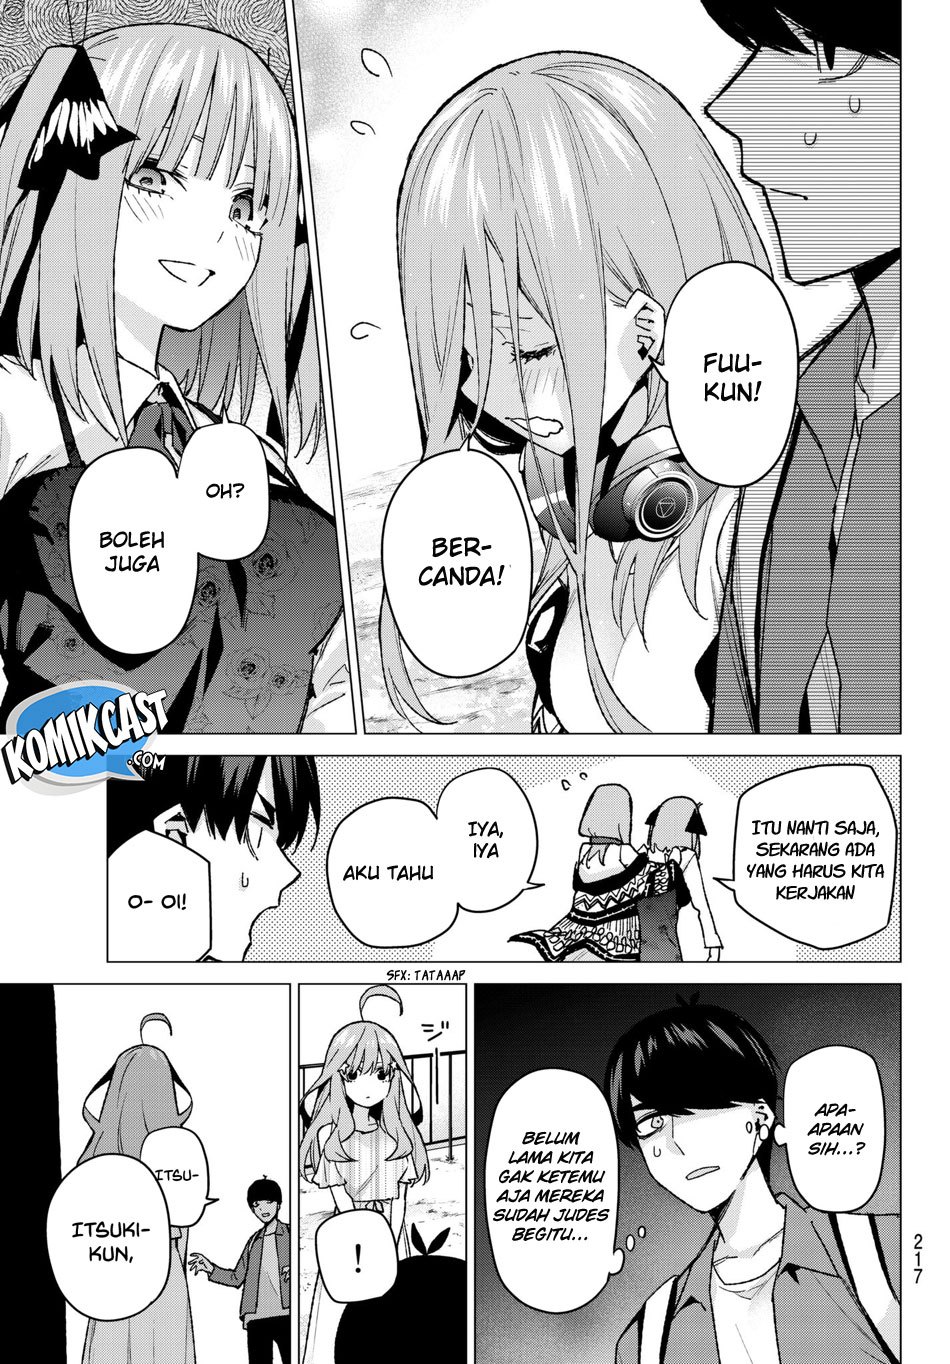 FUU-
KUN!
BER-
CANDA!
OH?
BOLEH
JUGA
KOMIKCAST
.COM
ITU NANTI SAJA,
SEKARANG ADA
YANG HARUS KITA
KERJAKAN
IYA,
IYA
AKU TAHU
O- OI!
SFX: TATAAAP
APA-
APAAN
SIH...?
BELUM
LAMA KITA
GAK KETEMU
AJA MEREKA
SUDAH JUDES
BEGITU...
ジ
!
ITSU-
ITSUKI-
KUN,
217